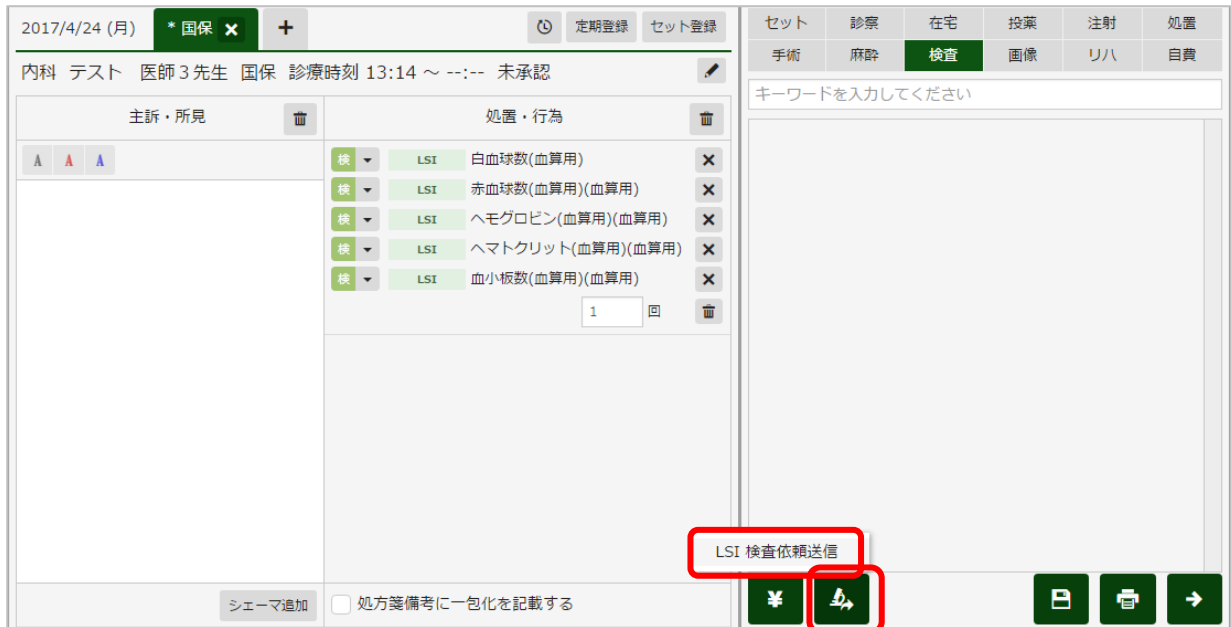 2017/4/24 (月) * 国保 × + 定期登録 セット登録
内科 テスト 医師３先生 国保 診療時刻 13:14 ～ --:-- 未承認
主訴・所見
A A A
シェーマ追加
処置・行為
検 LSI 白血球数(血算用)
検 LSI 赤血球数(血算用)(血算用)
検 LSI ヘモグロビン(血算用)(血算用)
検 LSI ヘマトクリット(血算用)(血算用)
検 LSI 血小板数(血算用)(血算用)
1 回
処方箋備考に一包化を記載する
セット 診察 在宅 投薬 注射 処置
手術 麻酔 検査 画像 リハ 自費
キーワードを入力してください
LSI 検査依頼送信
¥